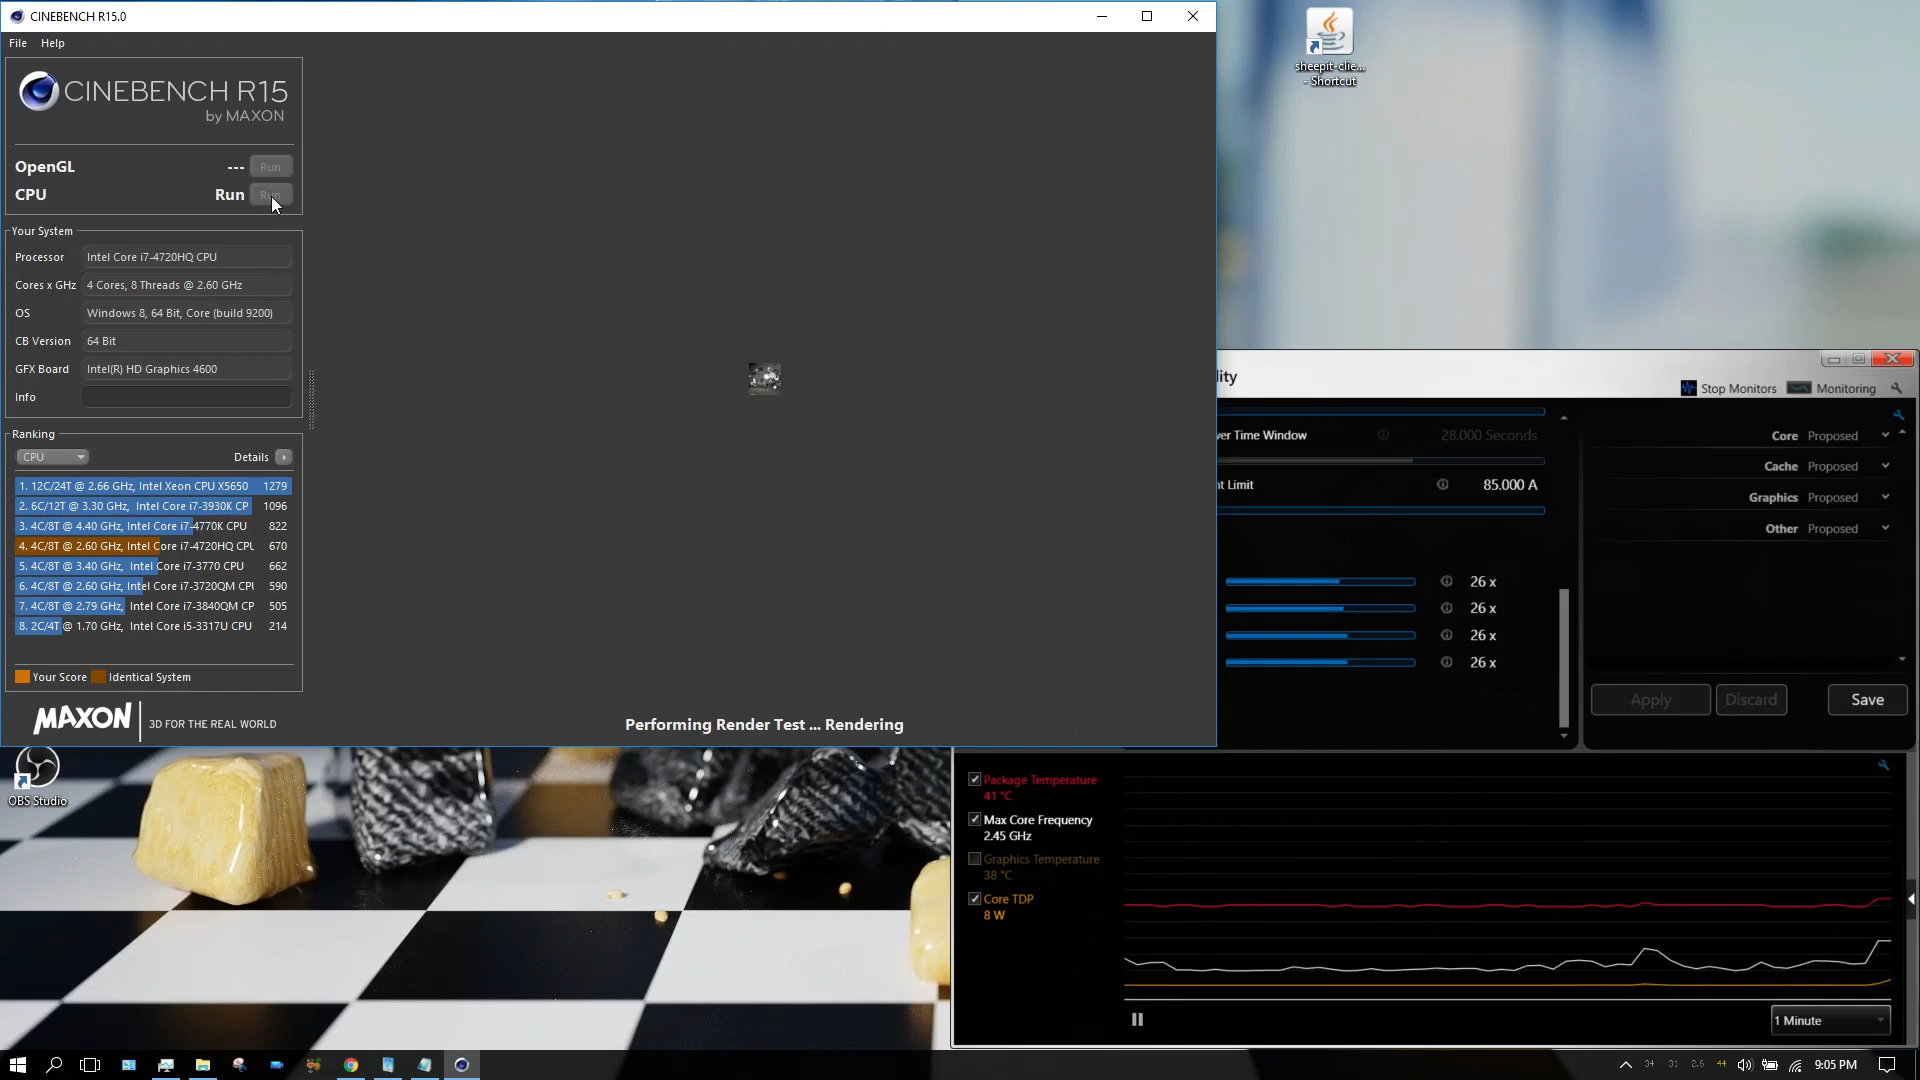 CINEBENCH R15.0
File Help
CINEBENCH R15
by MAXON
OpenGL --- Run
CPU Run Run
Your System
Processor Intel Core i7-4720HQ CPU
Cores x GHz 4 Cores, 8 Threads @ 2.60 GHz
OS Windows 8, 64 Bit, Core (build 9200)
CB Version 64 Bit
GFX Board Intel(R) HD Graphics 4600
Info
Ranking
CPU Details
1. 12C/24T @ 2.66 GHz, Intel Xeon CPU X5650 1279
2. 6C/12T @ 3.30 GHz, Intel Core i7-3930K CP 1096
3. 4C/8T @ 4.40 GHz, Intel Core i7-4770K CPU 822
4. 4C/8T @ 2.60 GHz, Intel Core i7-4720HQ CPU 670
5. 4C/8T @ 3.40 GHz, Intel Core i7-3770 CPU 662
6. 4C/8T @ 2.60 GHz, Intel Core i7-3720QM CPU 590
7. 4C/8T @ 2.79 GHz, Intel Core i7-3840QM CP 505
8. 2C/4T @ 1.70 GHz, Intel Core i5-3317U CPU 214
Your Score Identical System
MAXON 3D FOR THE REAL WORLD
Performing Render Test ... Rendering
sheepit-clie...
- Shortcut
lity
Stop Monitors Monitoring
ver Time Window 28.000 Seconds
nt Limit 85.000 A
26 x
26 x
26 x
26 x
Core Proposed
Cache Proposed
Graphics Proposed
Other Proposed
Apply Discard Save
OBS Studio
Package Temperature
41 °C
Max Core Frequency
2.45 GHz
Graphics Temperature
38 °C
Core TDP
8 W
1 Minute
34 31 2.6 44 9:05 PM